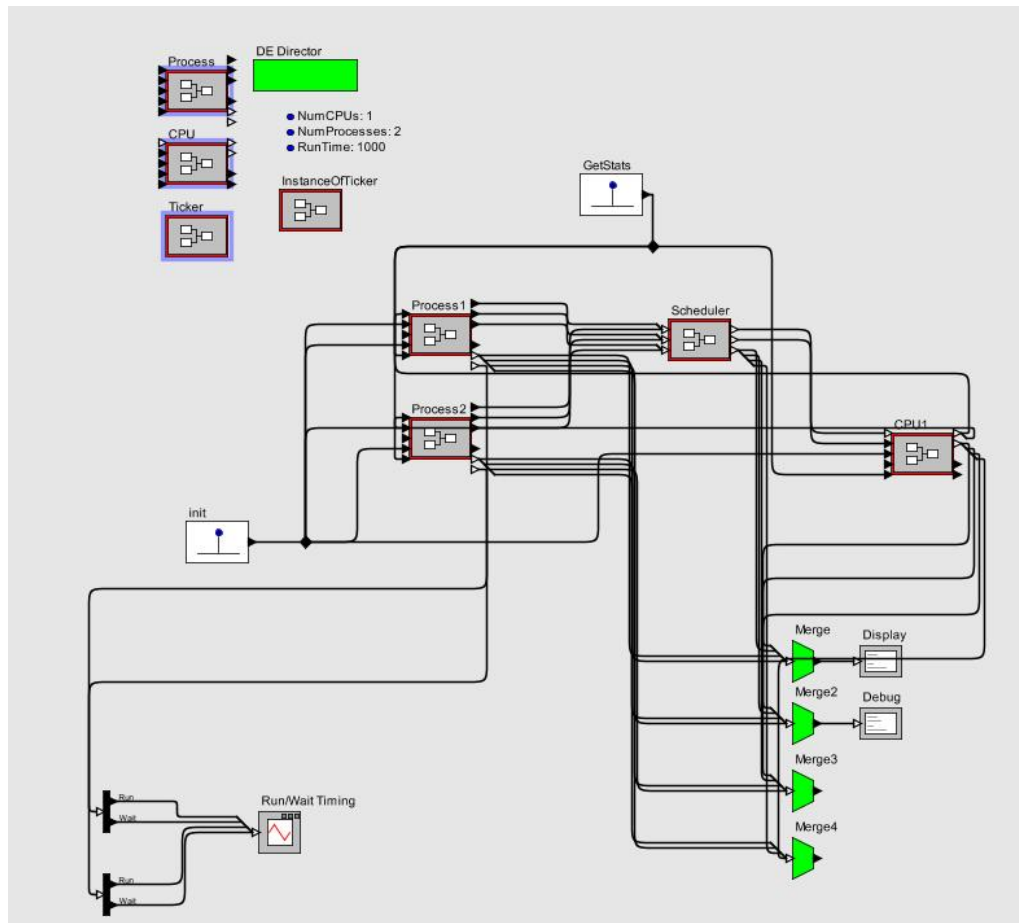 DE Director
Process
NumCPUs: 1
NumProcesses: 2
RunTime: 1000
CPU
GetStats
InstanceOfTicker
Ticker
Process1
Scheduler
Process2
CPU1
init
Merge
Display
Merge2
Debug
Merge3
Run/Wait Timing
Run
Wait
Merge4
Run
Wait